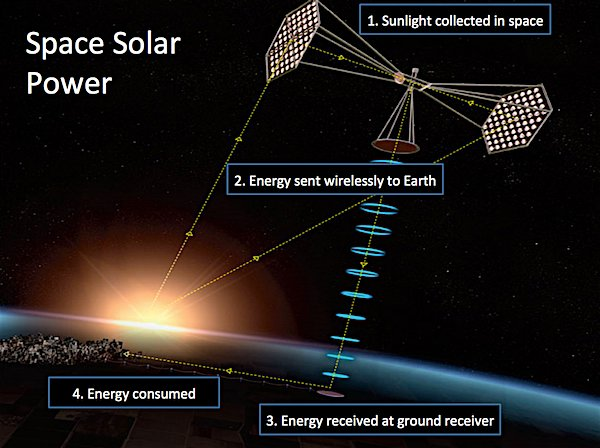 Space Solar
Power
1. Sunlight collected in space
2. Energy sent wirelessly to Earth
4. Energy consumed
3. Energy received at ground receiver